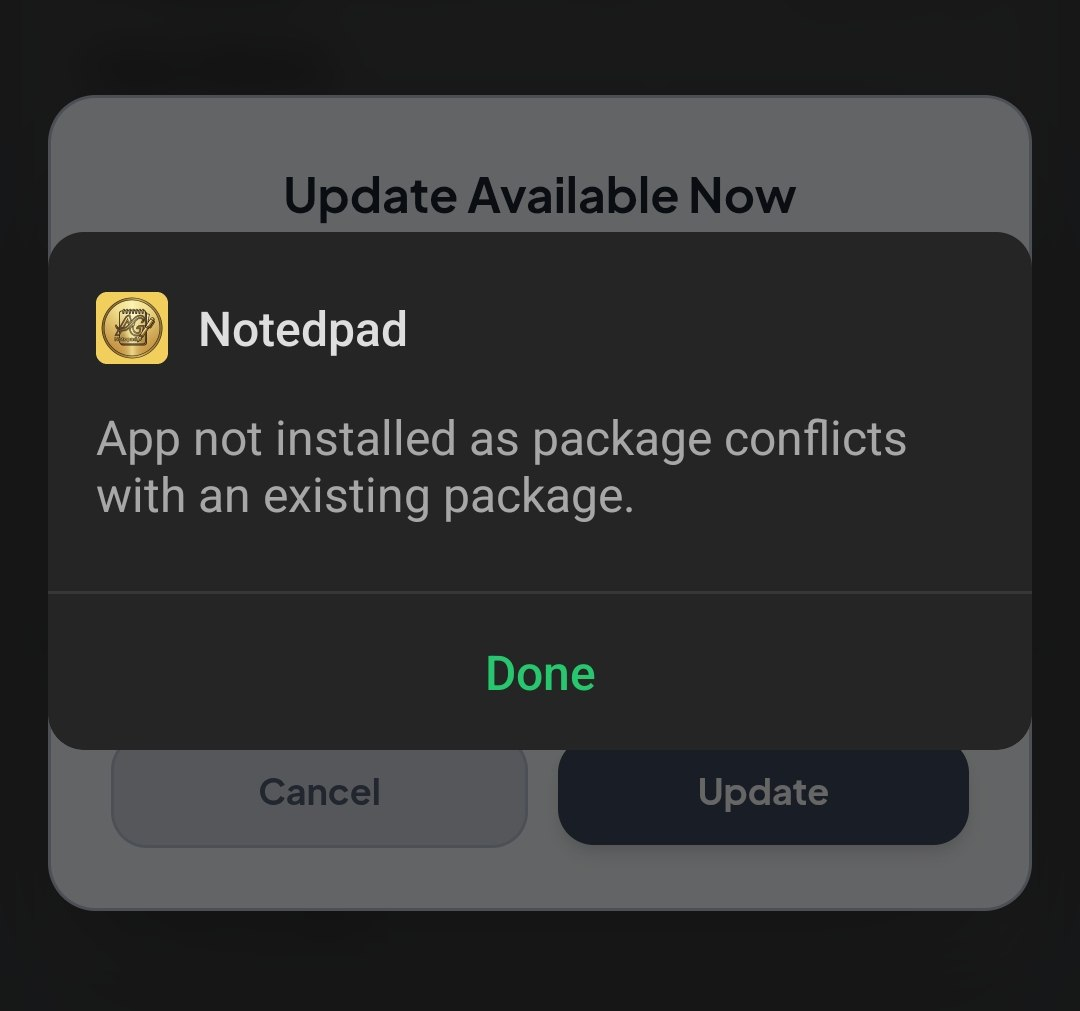 Update Available Now
Notedpad
App not installed as package conflicts
with an existing package.
Done
Cancel
Update